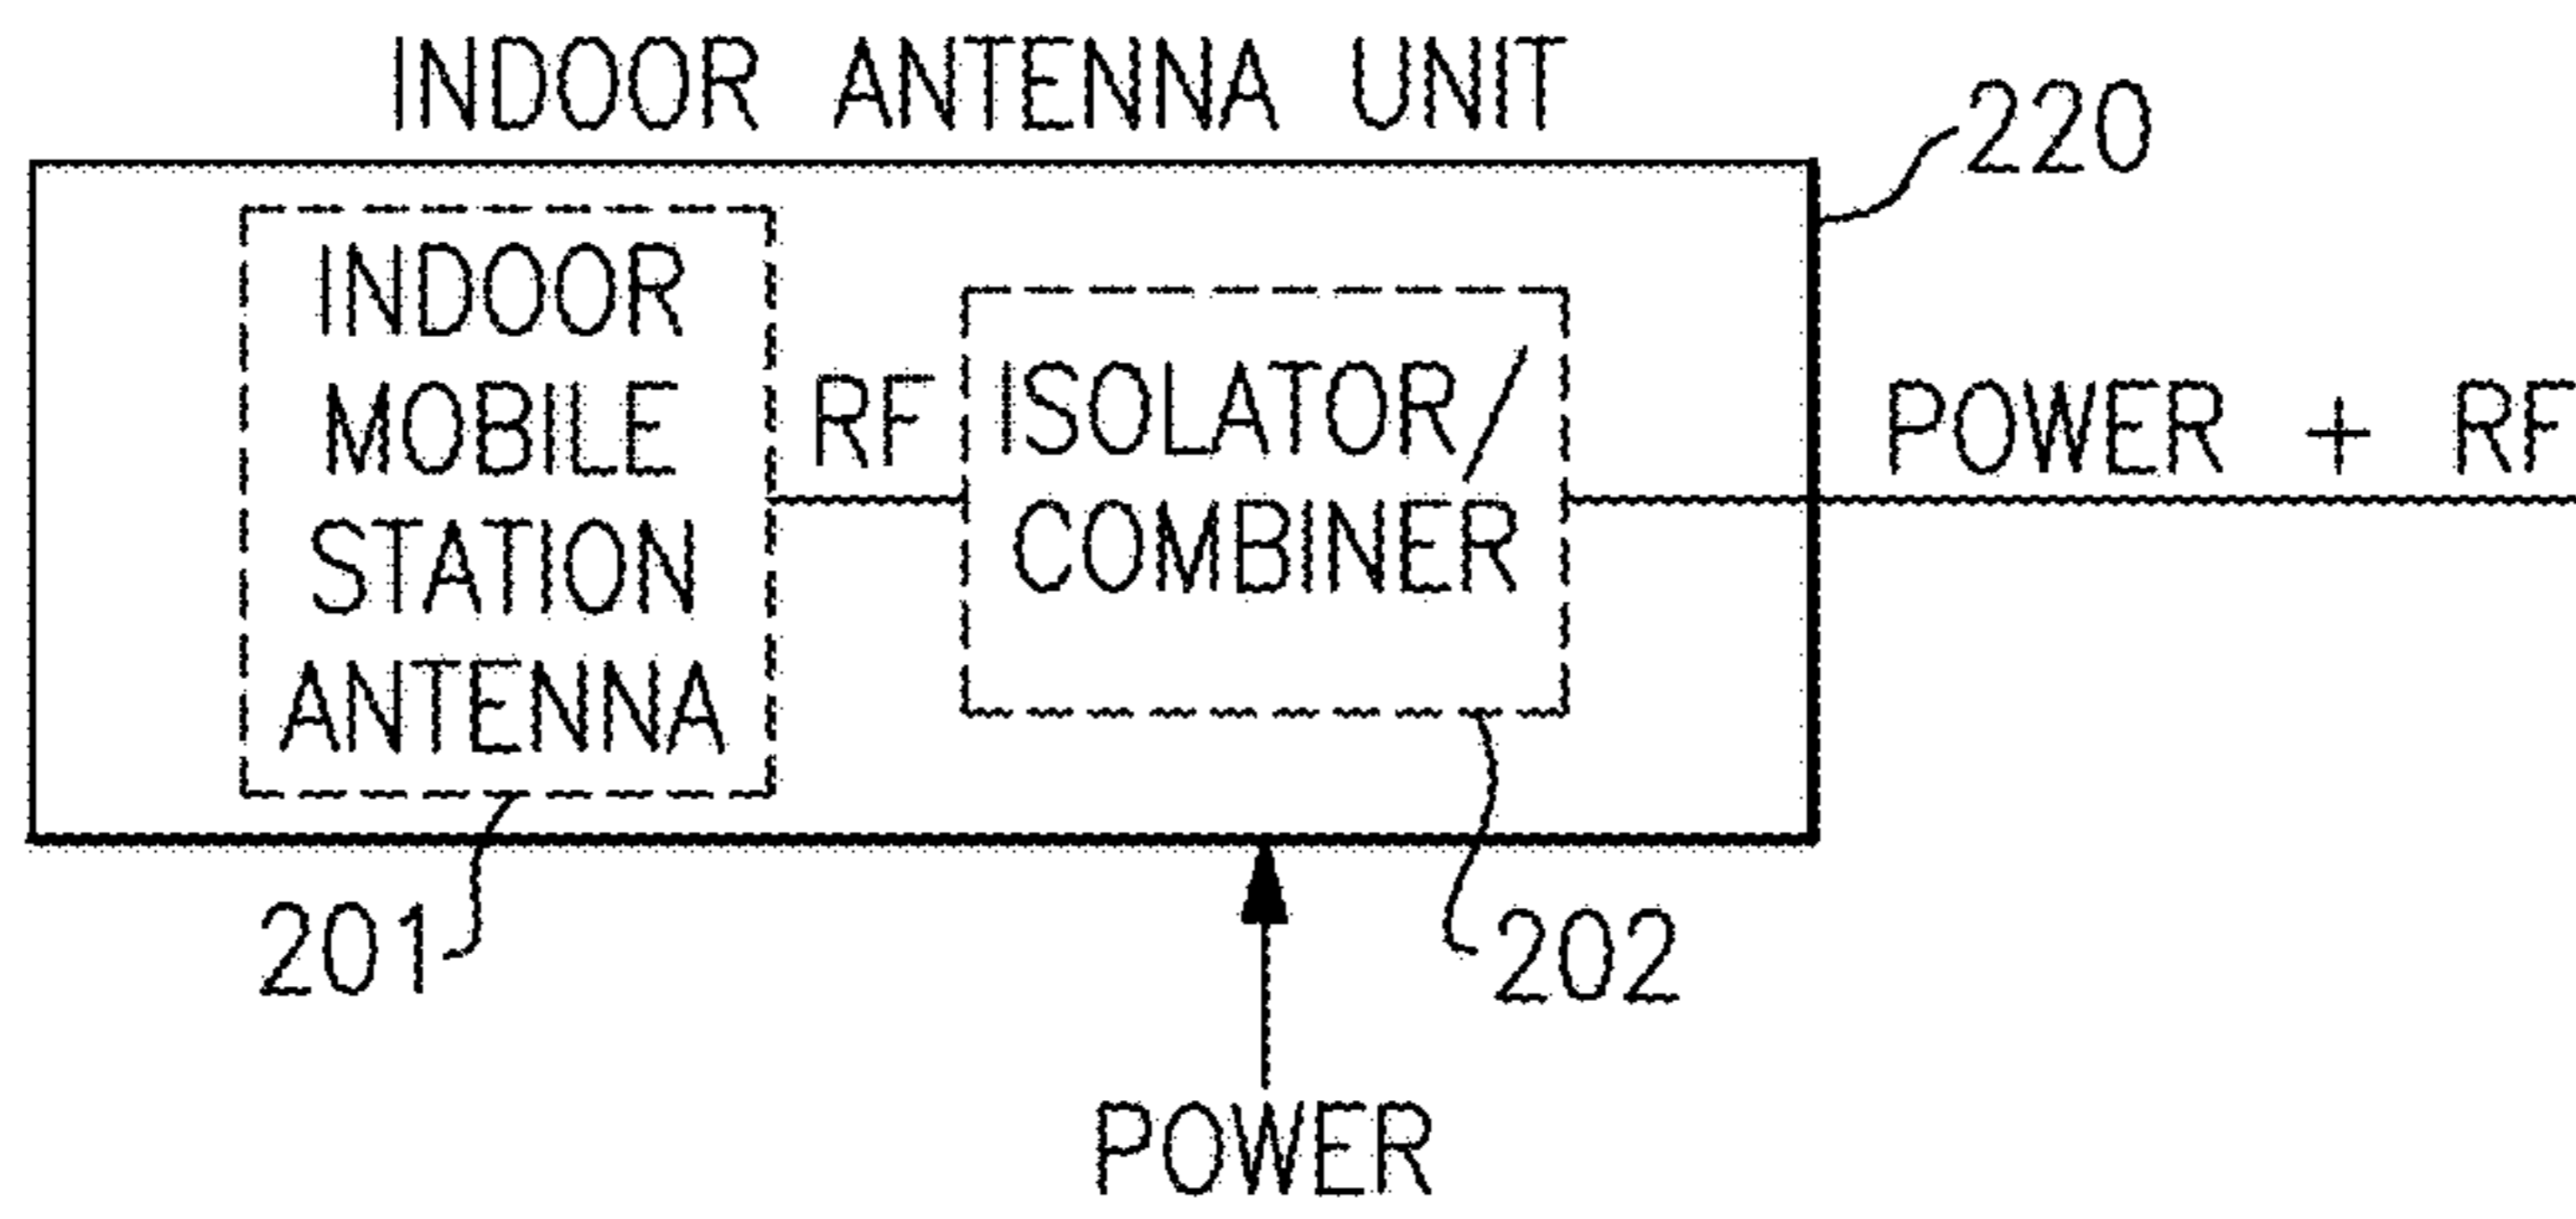 INDOOR ANTENNA UNIT
220
INDOOR
MOBILE
STATION
ANTENNA
RF
ISOLATOR/
COMBINER
POWER + RF
201
202
POWER